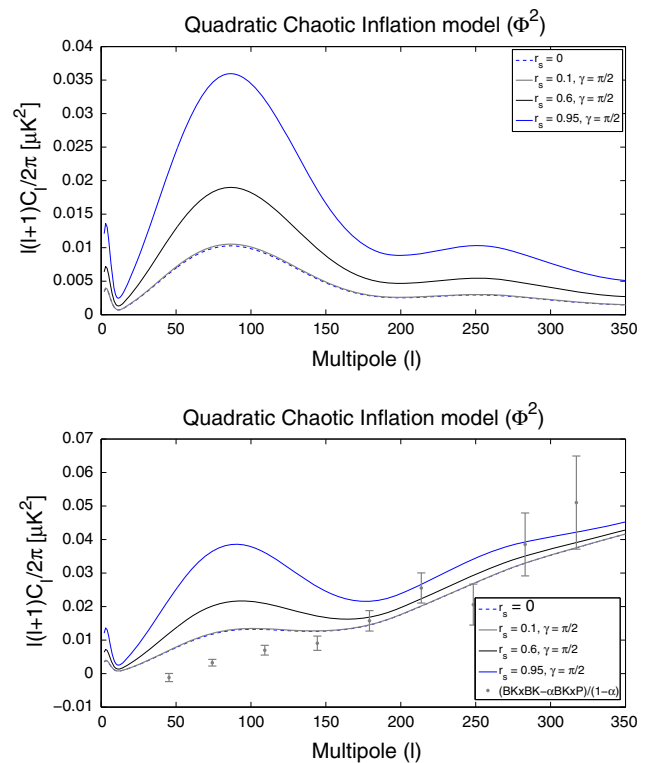 Quadratic Chaotic Inflation model (Φ²)
l(l+1)C_l/2π [μK²]
0.04
0.035
0.03
0.025
0.02
0.015
0.01
0.005
0
r_s = 0
r_s = 0.1, γ = π/2
r_s = 0.6, γ = π/2
r_s = 0.95, γ = π/2
0 50 100 150 200 250 300 350
Multipole (l)
Quadratic Chaotic Inflation model (Φ²)
l(l+1)C_l/2π [μK²]
0.07
0.06
0.05
0.04
0.03
0.02
0.01
0
−0.01
r_s = 0
r_s = 0.1, γ = π/2
r_s = 0.6, γ = π/2
r_s = 0.95, γ = π/2
(BKxBK−αBKxP)/(1−α)
0 50 100 150 200 250 300 350
Multipole (l)